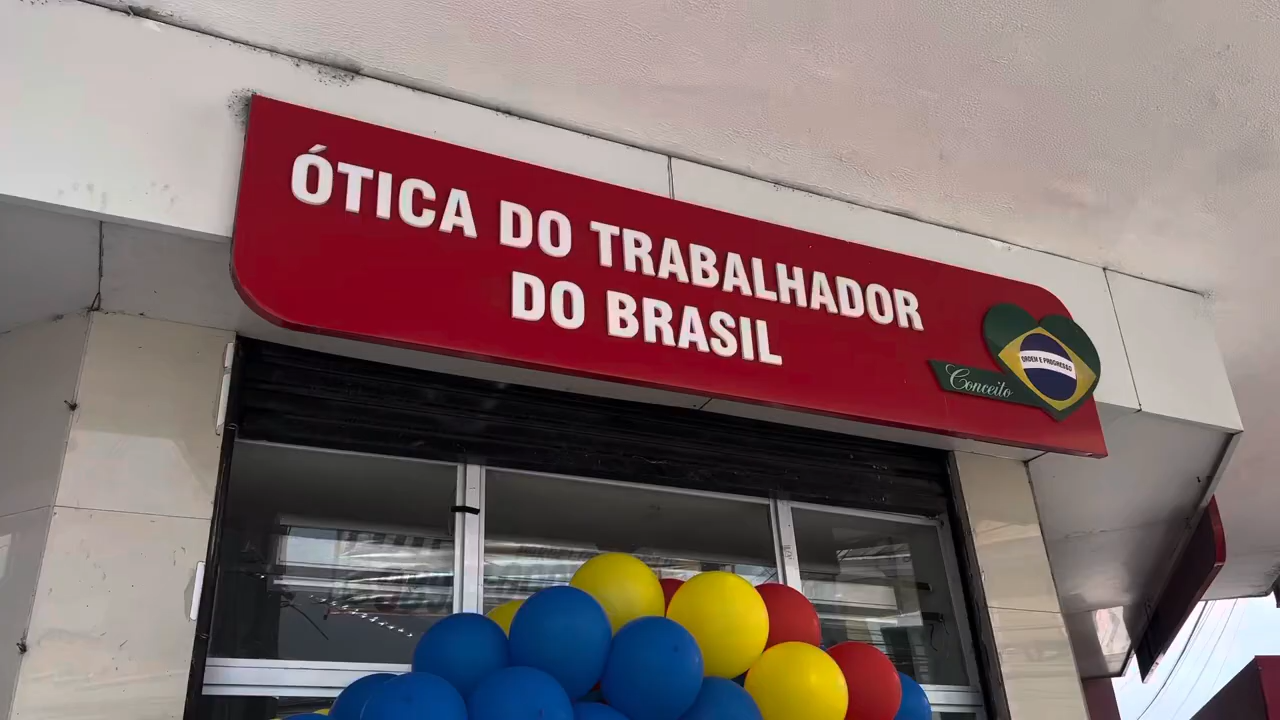 ÓTICA DO TRABALHADOR
DO BRASIL
ORDEM E PROGRESSO
Conceito